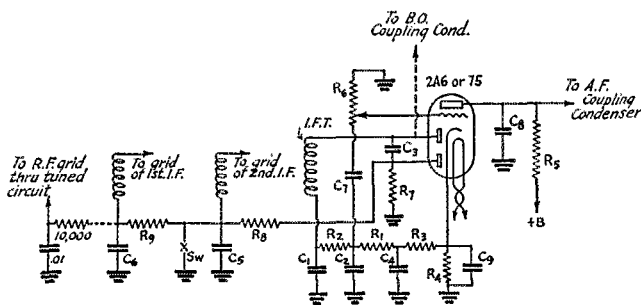 To B.O.
Coupling Cond.
2A6 or 75
To A.F.
Coupling
Condenser
R6
I.F.T.
C8
R5
+B
C3
R7
C7
To R.F. grid
thru tuned
circuit
To grid
of 1st. I.F.
To grid
of 2nd. I.F.
10,000
R9
Sw
R8
R2
R1
R3
.01
C6
C5
C1
C2
C4
R4
C9